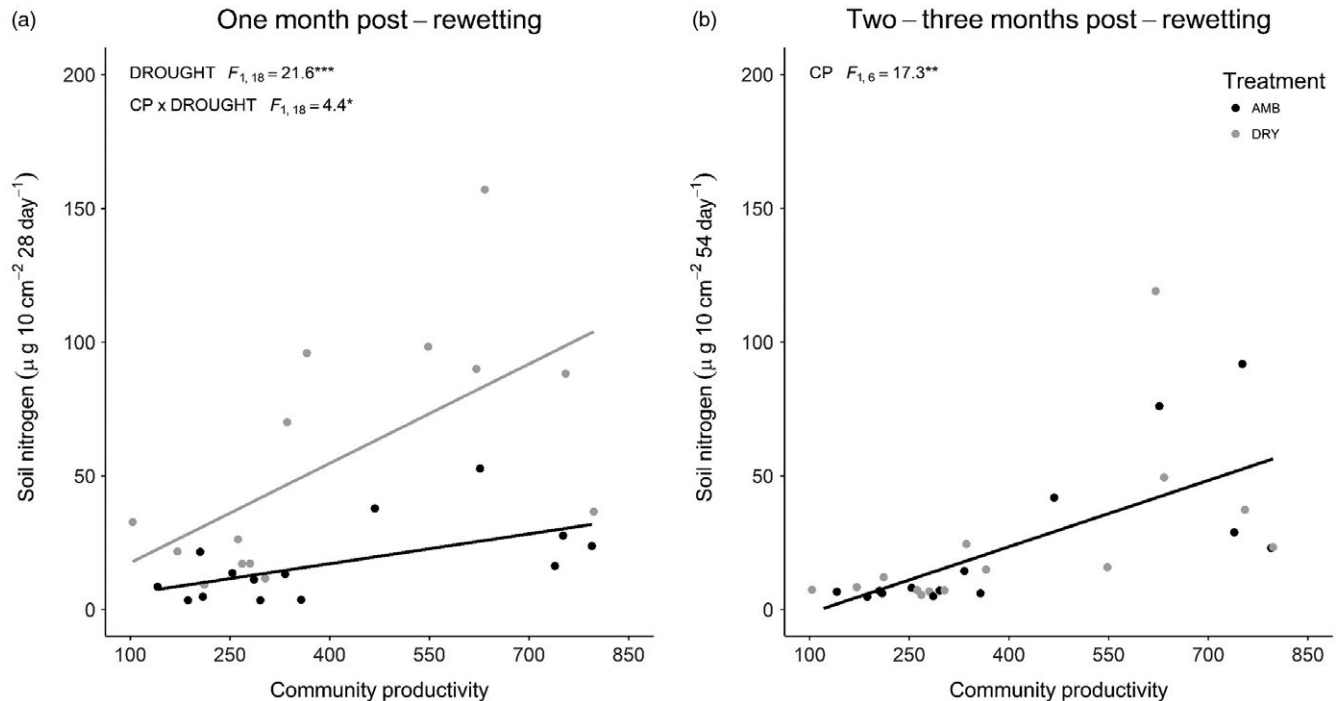 (a)
One month post – rewetting
DROUGHT F1, 18 = 21.6***
CP x DROUGHT F1, 18 = 4.4*
200
150
100
50
0
Soil nitrogen (μ g 10 cm−2 28 day−1)
100 250 400 550 700 850
Community productivity
(b)
Two – three months post – rewetting
CP F1, 6 = 17.3**
Treatment
AMB
DRY
200
150
100
50
0
Soil nitrogen (μ g 10 cm−2 54 day−1)
100 250 400 550 700 850
Community productivity